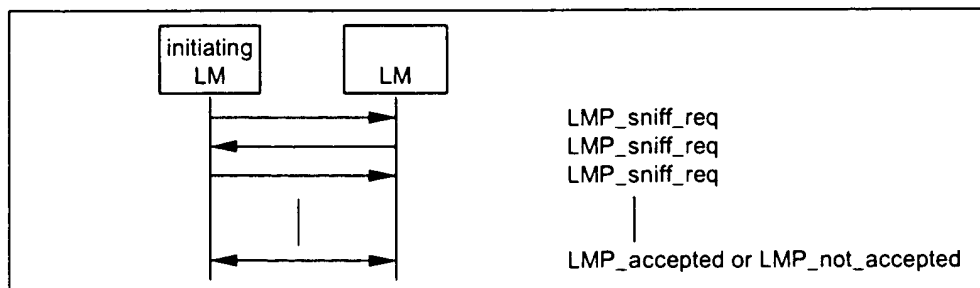 initiating
LM
LM
LMP_sniff_req
LMP_sniff_req
LMP_sniff_req
LMP_accepted or LMP_not_accepted